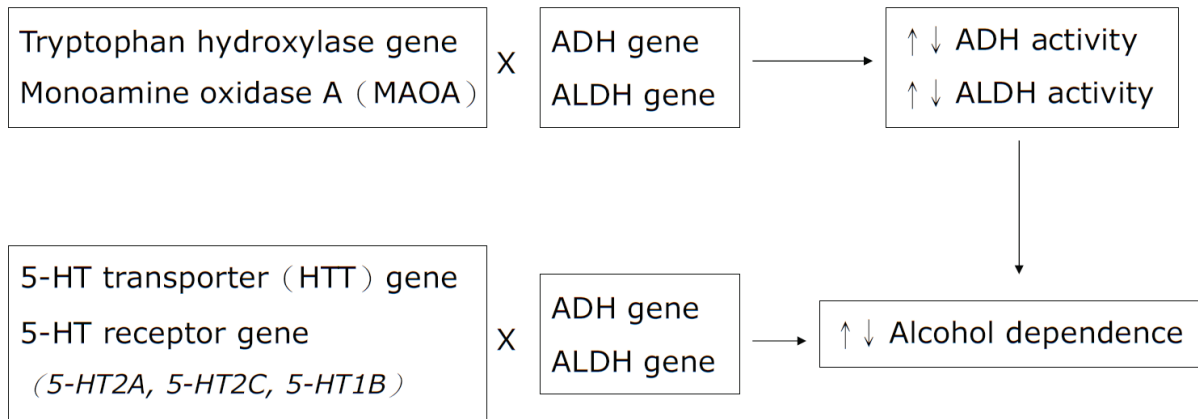 Tryptophan hydroxylase gene
Monoamine oxidase A（MAOA）
X
ADH gene
ALDH gene
↑ ↓ ADH activity
↑ ↓ ALDH activity
5-HT transporter（HTT）gene
5-HT receptor gene
（5-HT2A, 5-HT2C, 5-HT1B）
X
ADH gene
ALDH gene
↑ ↓ Alcohol dependence